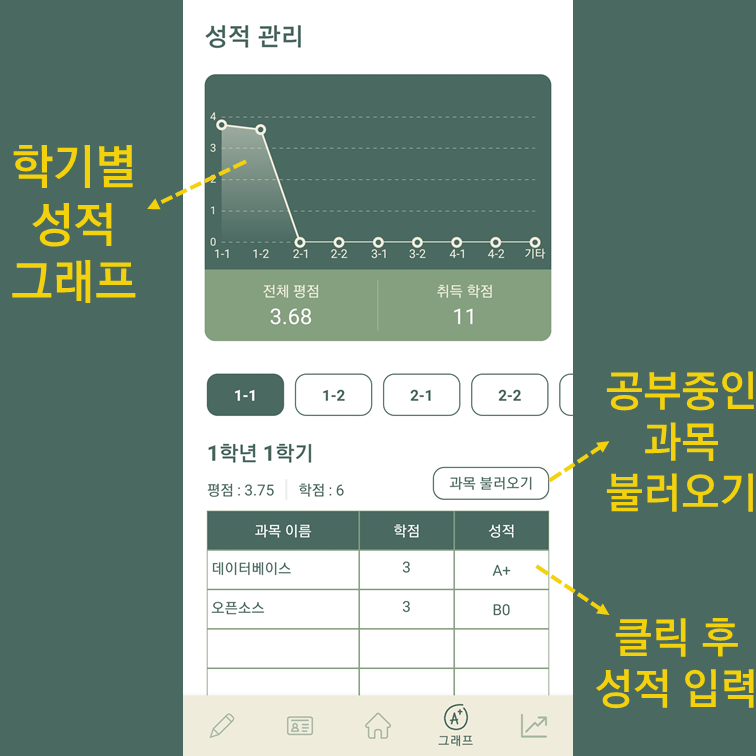 성적 관리
4
3
2
1
0
1-1 1-2 2-1 2-2 3-1 3-2 4-1 4-2 기타
전체 평점 취득 학점
3.68 11
학기별
성적
그래프
1-1 1-2 2-1 2-2
1학년 1학기
평점 : 3.75 학점 : 6
과목 불러오기
공부중인
과목
불러오기
과목 이름 학점 성적
데이터베이스 3 A+
오픈소스 3 B0
클릭 후
성적 입력
A+
그래프